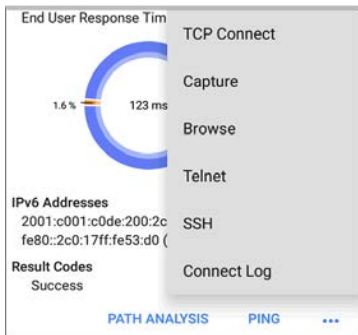 End User Response Tim
1.6 %
123 ms
IPv6 Addresses
2001:c001:c0de:200:2c
fe80::2c0:17ff:fe53:d0 (
Result Codes
Success
TCP Connect
Capture
Browse
Telnet
SSH
Connect Log
PATH ANALYSIS PING ...